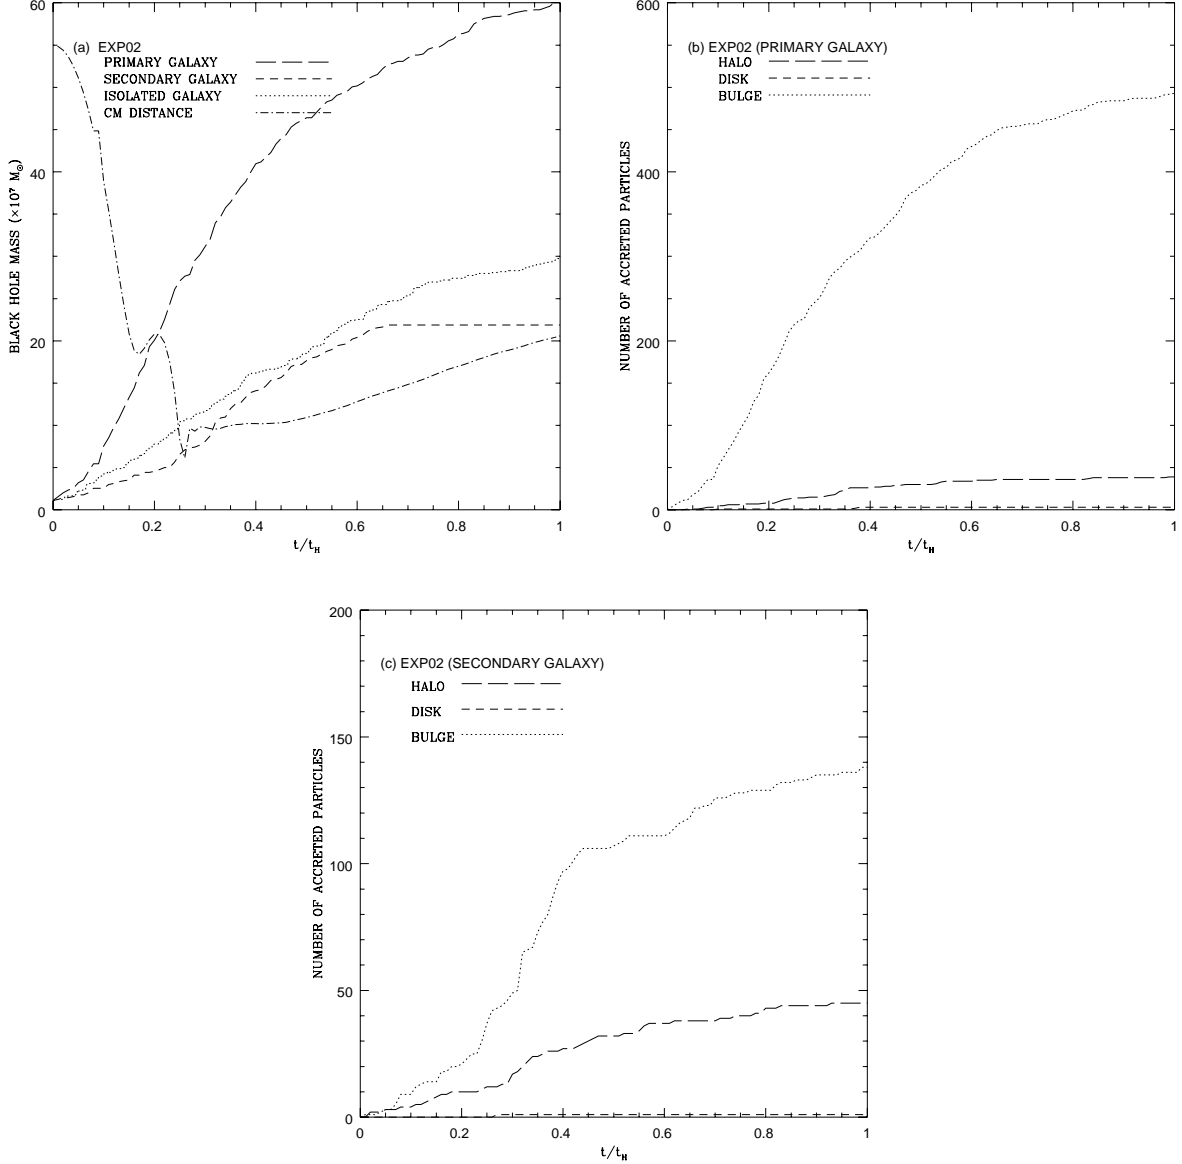 60
40
20
0
BLACK HOLE MASS (×10⁷ M☉)
(a) EXP02
PRIMARY GALAXY
SECONDARY GALAXY
ISOLATED GALAXY
CM DISTANCE
0 0.2 0.4 0.6 0.8 1
t/tH
600
400
200
0
NUMBER OF ACCRETED PARTICLES
(b) EXP02 (PRIMARY GALAXY)
HALO
DISK
BULGE
0 0.2 0.4 0.6 0.8 1
t/tH
200
150
100
50
0
NUMBER OF ACCRETED PARTICLES
(c) EXP02 (SECONDARY GALAXY)
HALO
DISK
BULGE
0 0.2 0.4 0.6 0.8 1
t/tH